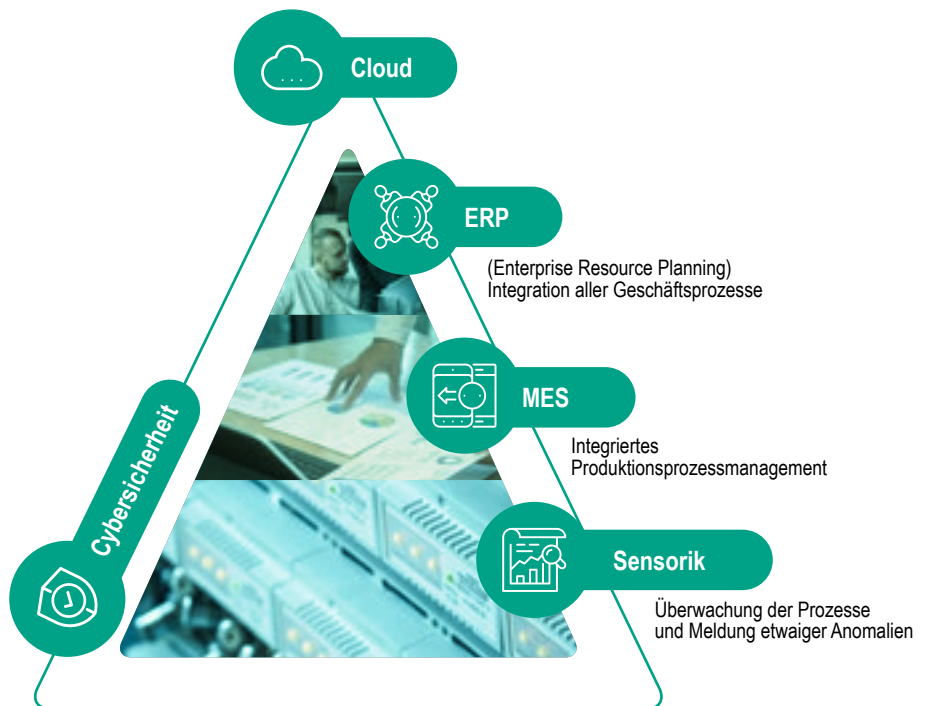 Cloud
ERP
(Enterprise Resource Planning)
Integration aller Geschäftsprozesse
MES
Integriertes
Produktionsprozessmanagement
Cybersicherheit
Sensorik
Überwachung der Prozesse
und Meldung etwaiger Anomalien